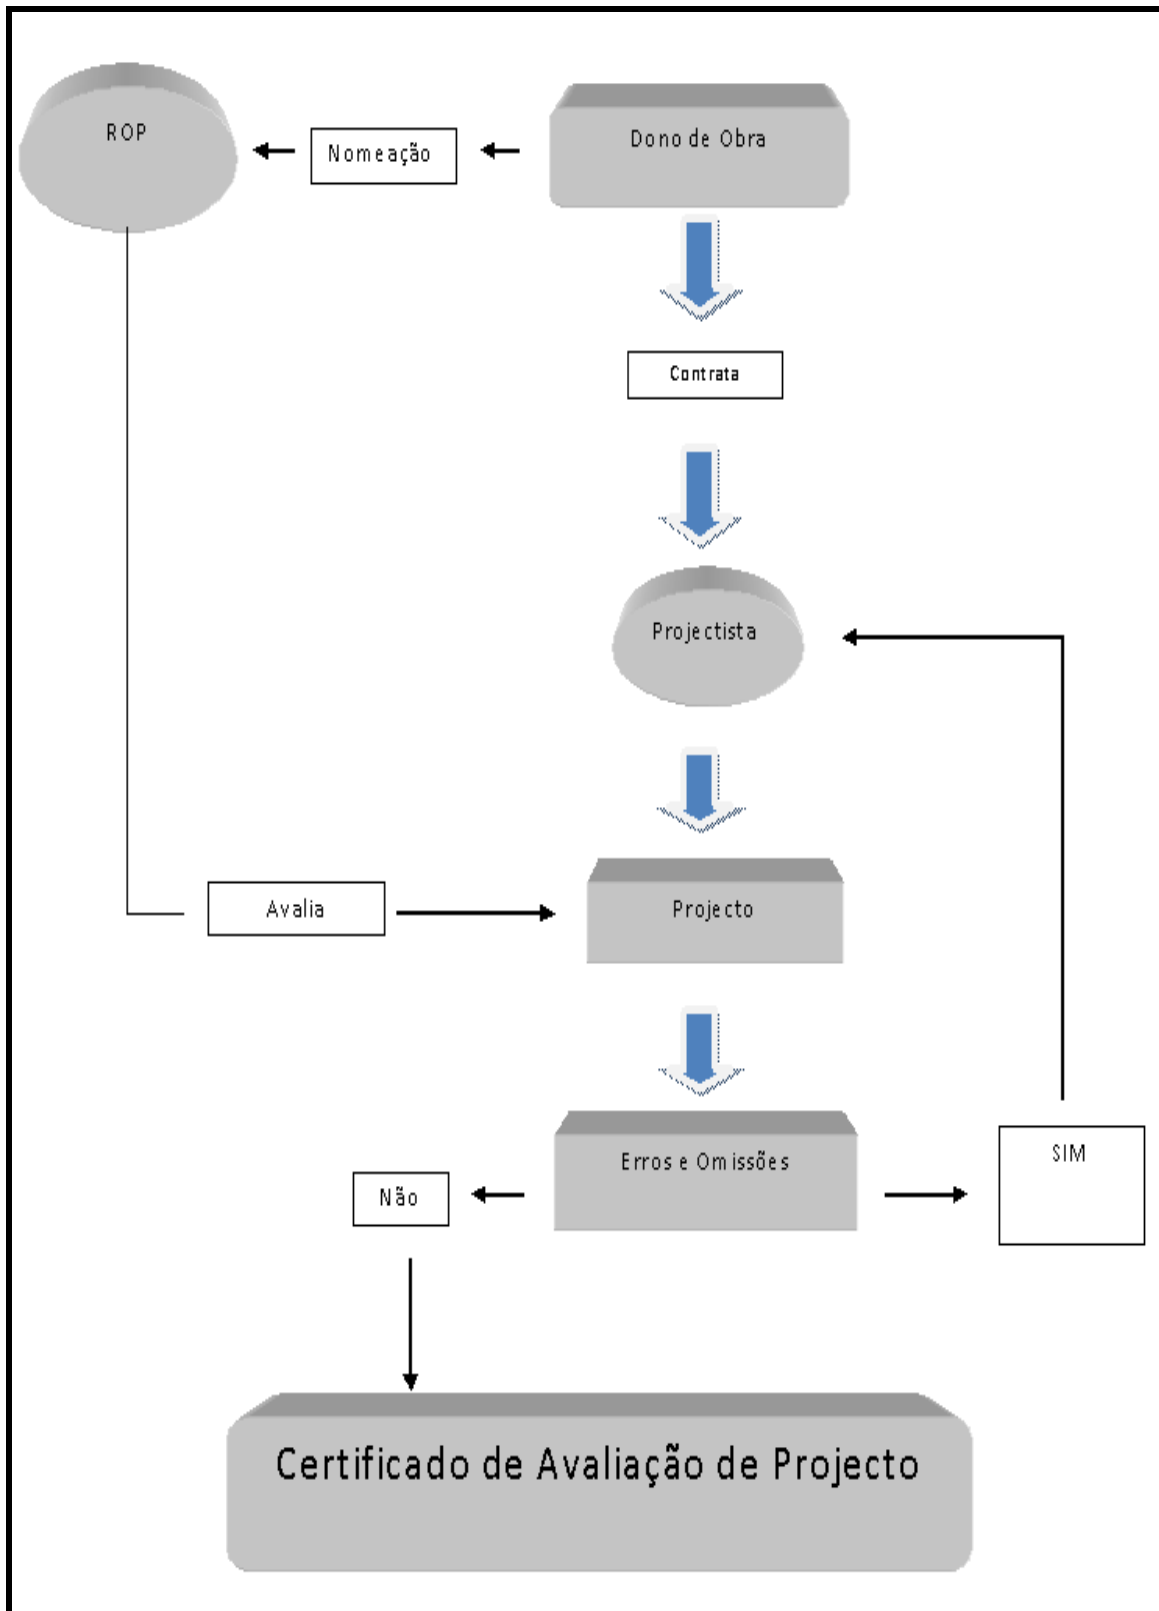 ROP
Nomeação
Dono de Obra
Contrata
Projectista
Avalia
Projecto
Erros e Omissões
SIM
Não
Certificado de Avaliação de Projecto